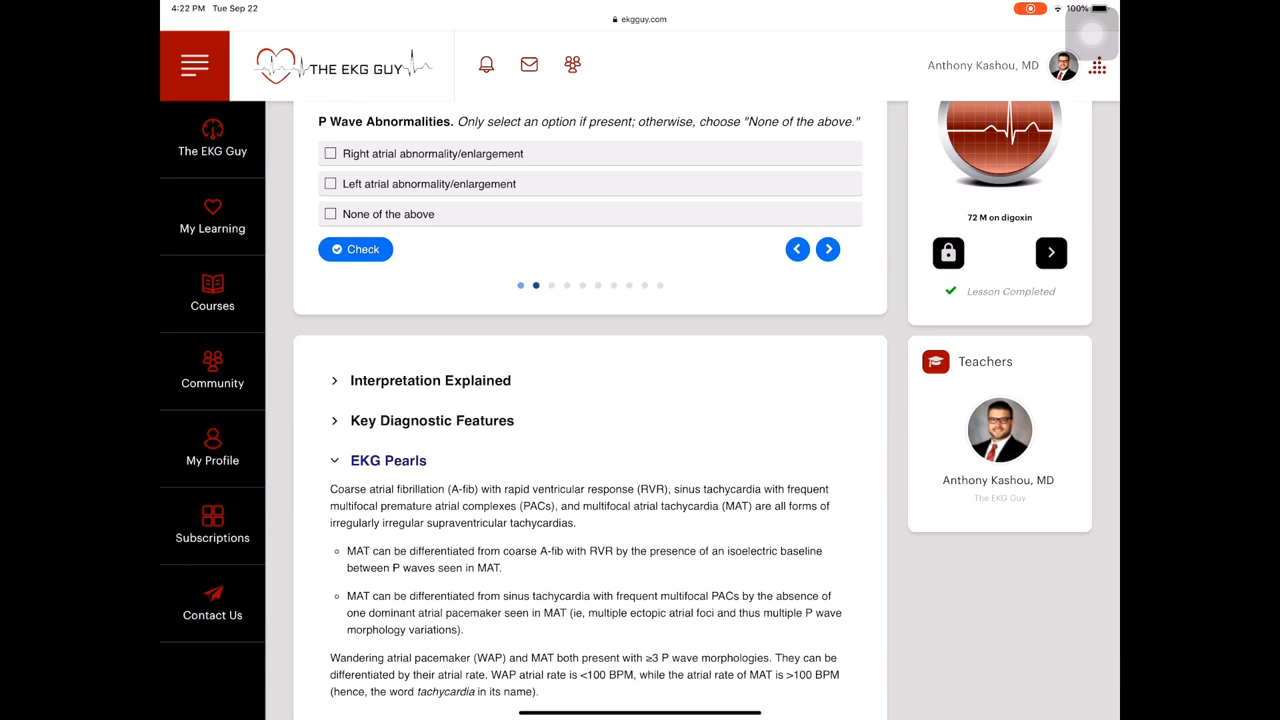 4:22 PM Tue Sep 22
100%
ekgguy.com
THE EKG GUY
Anthony Kashou, MD
The EKG Guy
My Learning
Courses
Community
My Profile
Subscriptions
Contact Us
P Wave Abnormalities. Only select an option if present; otherwise, choose "None of the above."
Right atrial abnormality/enlargement
Left atrial abnormality/enlargement
None of the above
Check
Interpretation Explained
Key Diagnostic Features
EKG Pearls
Coarse atrial fibrillation (A-fib) with rapid ventricular response (RVR), sinus tachycardia with frequent
multifocal premature atrial complexes (PACs), and multifocal atrial tachycardia (MAT) are all forms of
irregularly irregular supraventricular tachycardias.
MAT can be differentiated from coarse A-fib with RVR by the presence of an isoelectric baseline
between P waves seen in MAT.
MAT can be differentiated from sinus tachycardia with frequent multifocal PACs by the absence of
one dominant atrial pacemaker seen in MAT (ie, multiple ectopic atrial foci and thus multiple P wave
morphology variations).
Wandering atrial pacemaker (WAP) and MAT both present with ≥3 P wave morphologies. They can be
differentiated by their atrial rate. WAP atrial rate is <100 BPM, while the atrial rate of MAT is >100 BPM
(hence, the word tachycardia in its name).
72 M on digoxin
Lesson Completed
Teachers
Anthony Kashou, MD
The EKG Guy